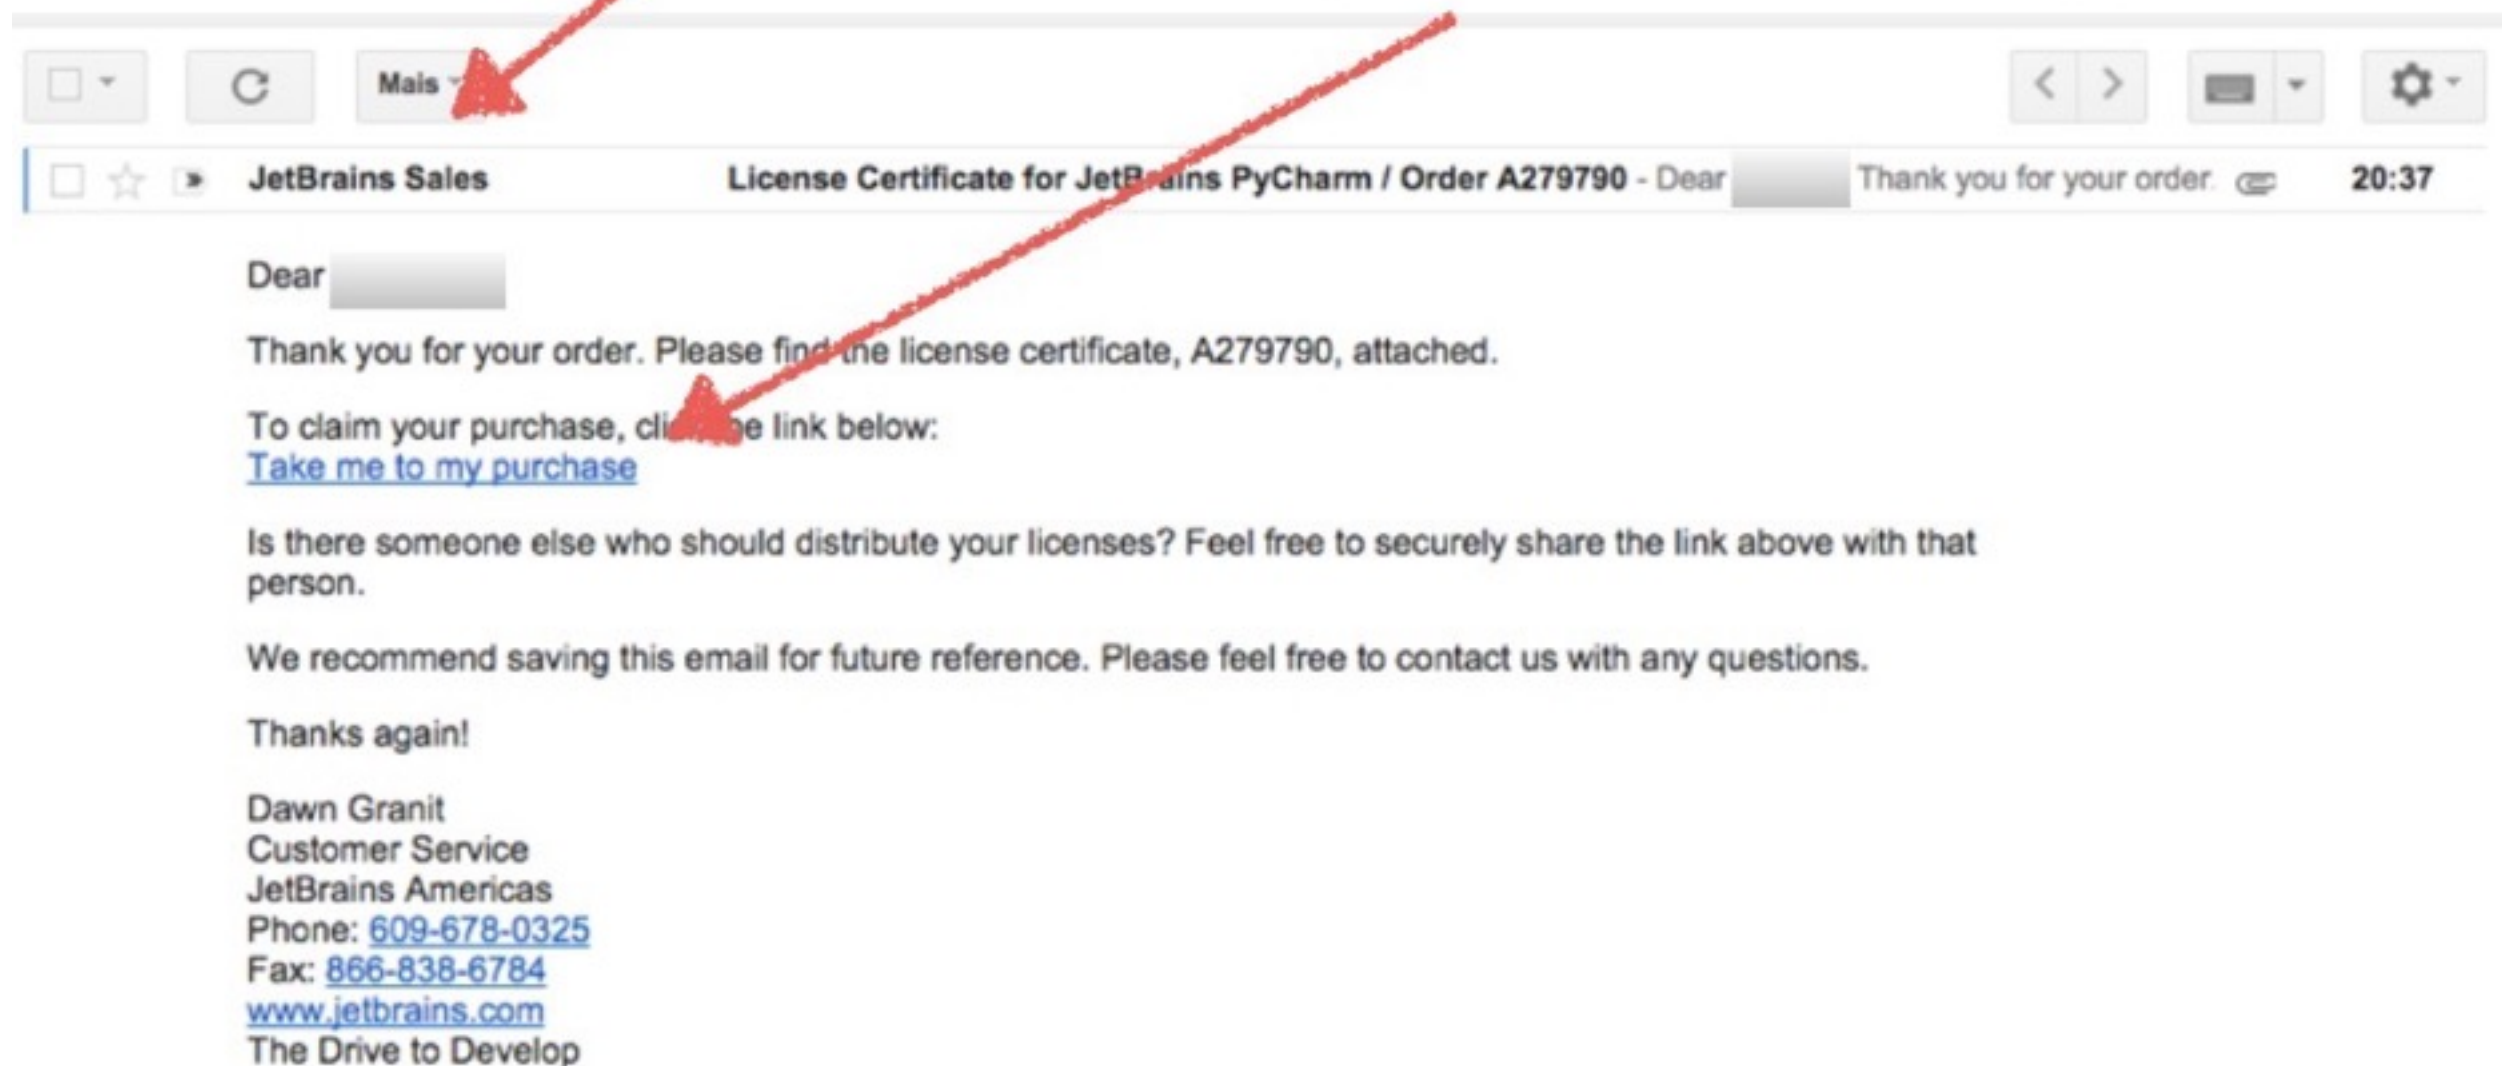 Mais
JetBrains Sales License Certificate for JetBrains PyCharm / Order A279790 - Dear Thank you for your order. 20:37
Dear
Thank you for your order. Please find the license certificate, A279790, attached.
To claim your purchase, link below:
Take me to my purchase
Is there someone else who should distribute your licenses? Feel free to securely share the link above with that
person.
We recommend saving this email for future reference. Please feel free to contact us with any questions.
Thanks again!
Dawn Granit
Customer Service
JetBrains Americas
Phone: 609-678-0325
Fax: 866-838-6784
www.jetbrains.com
The Drive to Develop